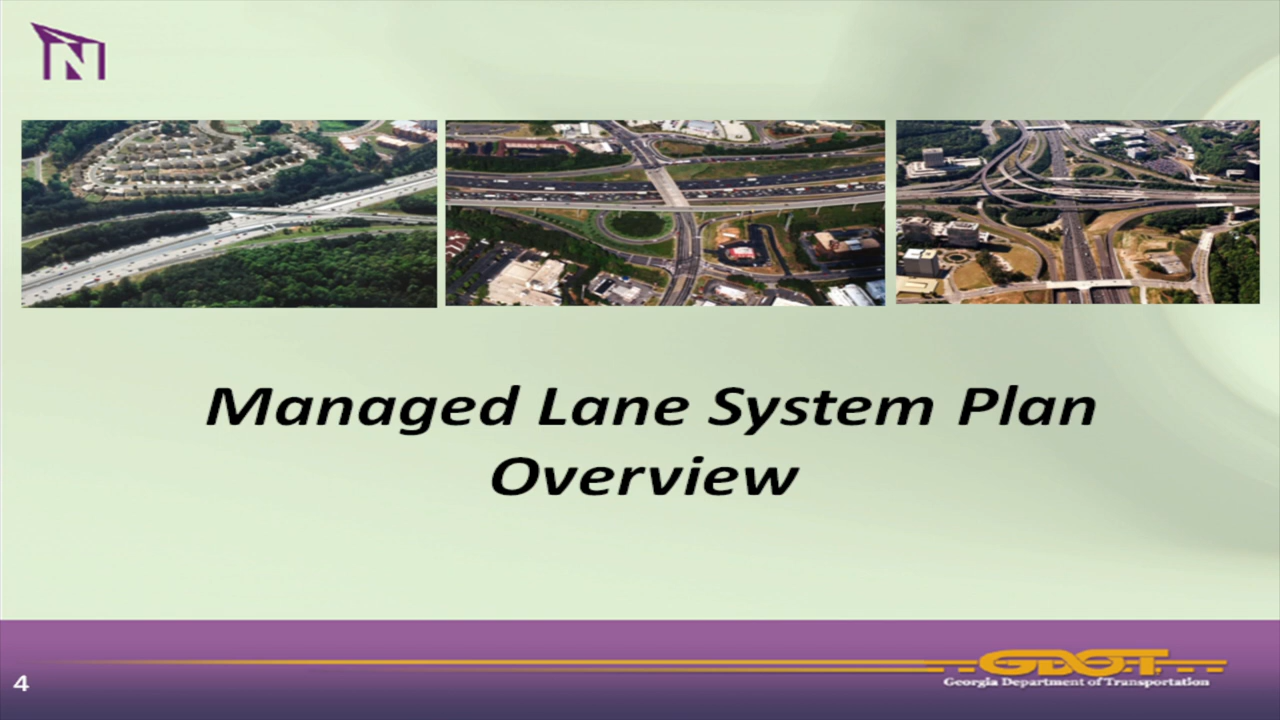 N
Managed Lane System Plan
Overview
GDOT
Georgia Department of Transportation
4